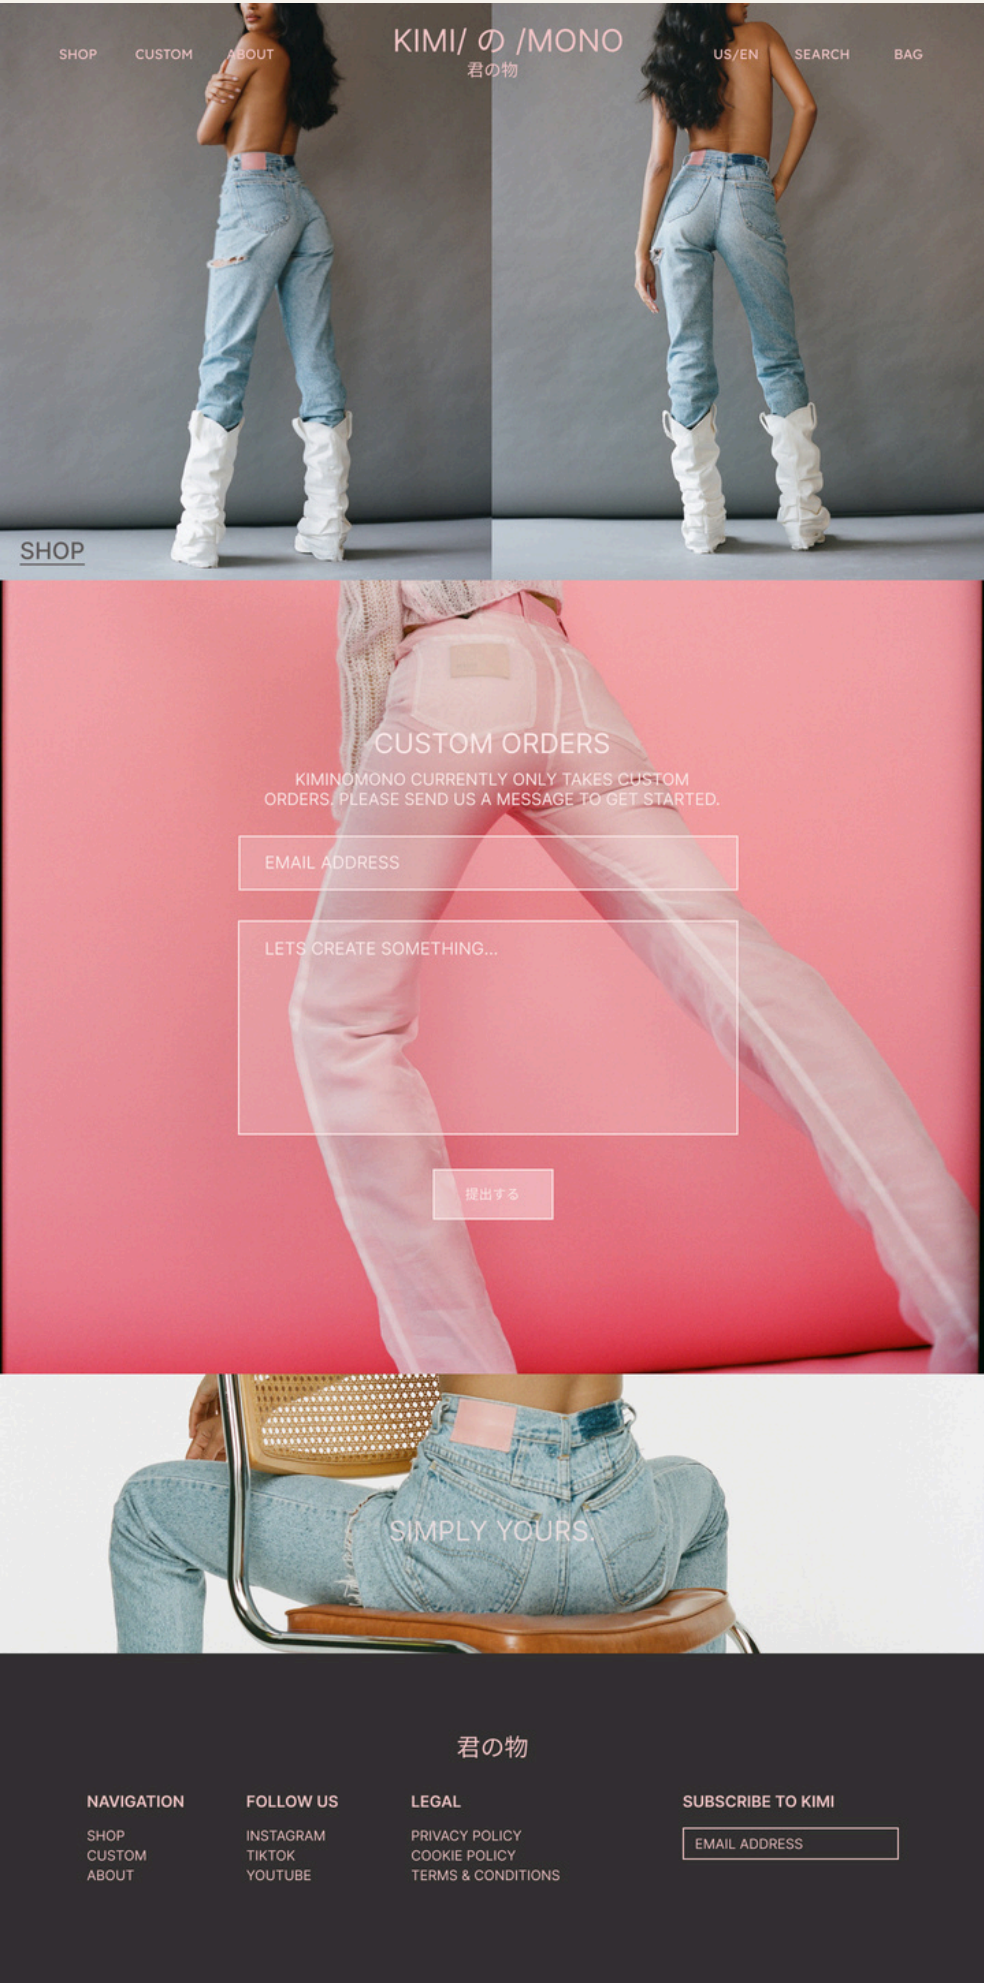 SHOP CUSTOM ABOUT KIMI/ の /MONO US/EN SEARCH BAG
君の物
SHOP
CUSTOM ORDERS
KIMINOMONO CURRENTLY ONLY TAKES CUSTOM
ORDERS. PLEASE SEND US A MESSAGE TO GET STARTED.
EMAIL ADDRESS
LETS CREATE SOMETHING...
提出する
SIMPLY YOURS.
君の物
NAVIGATION
SHOP
CUSTOM
ABOUT
FOLLOW US
INSTAGRAM
TIKTOK
YOUTUBE
LEGAL
PRIVACY POLICY
COOKIE POLICY
TERMS & CONDITIONS
SUBSCRIBE TO KIMI
EMAIL ADDRESS